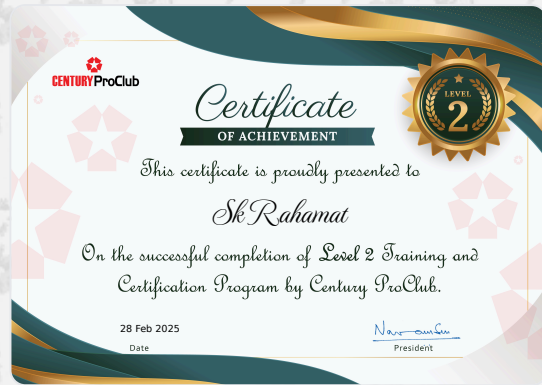 CENTURY ProClub
LEVEL
2
Certificate
OF ACHIEVEMENT
This certificate is proudly presented to
Sk Rahamat
On the successful completion of Level 2 Training and
Certification Program by Century ProClub.
28 Feb 2025
Date
President